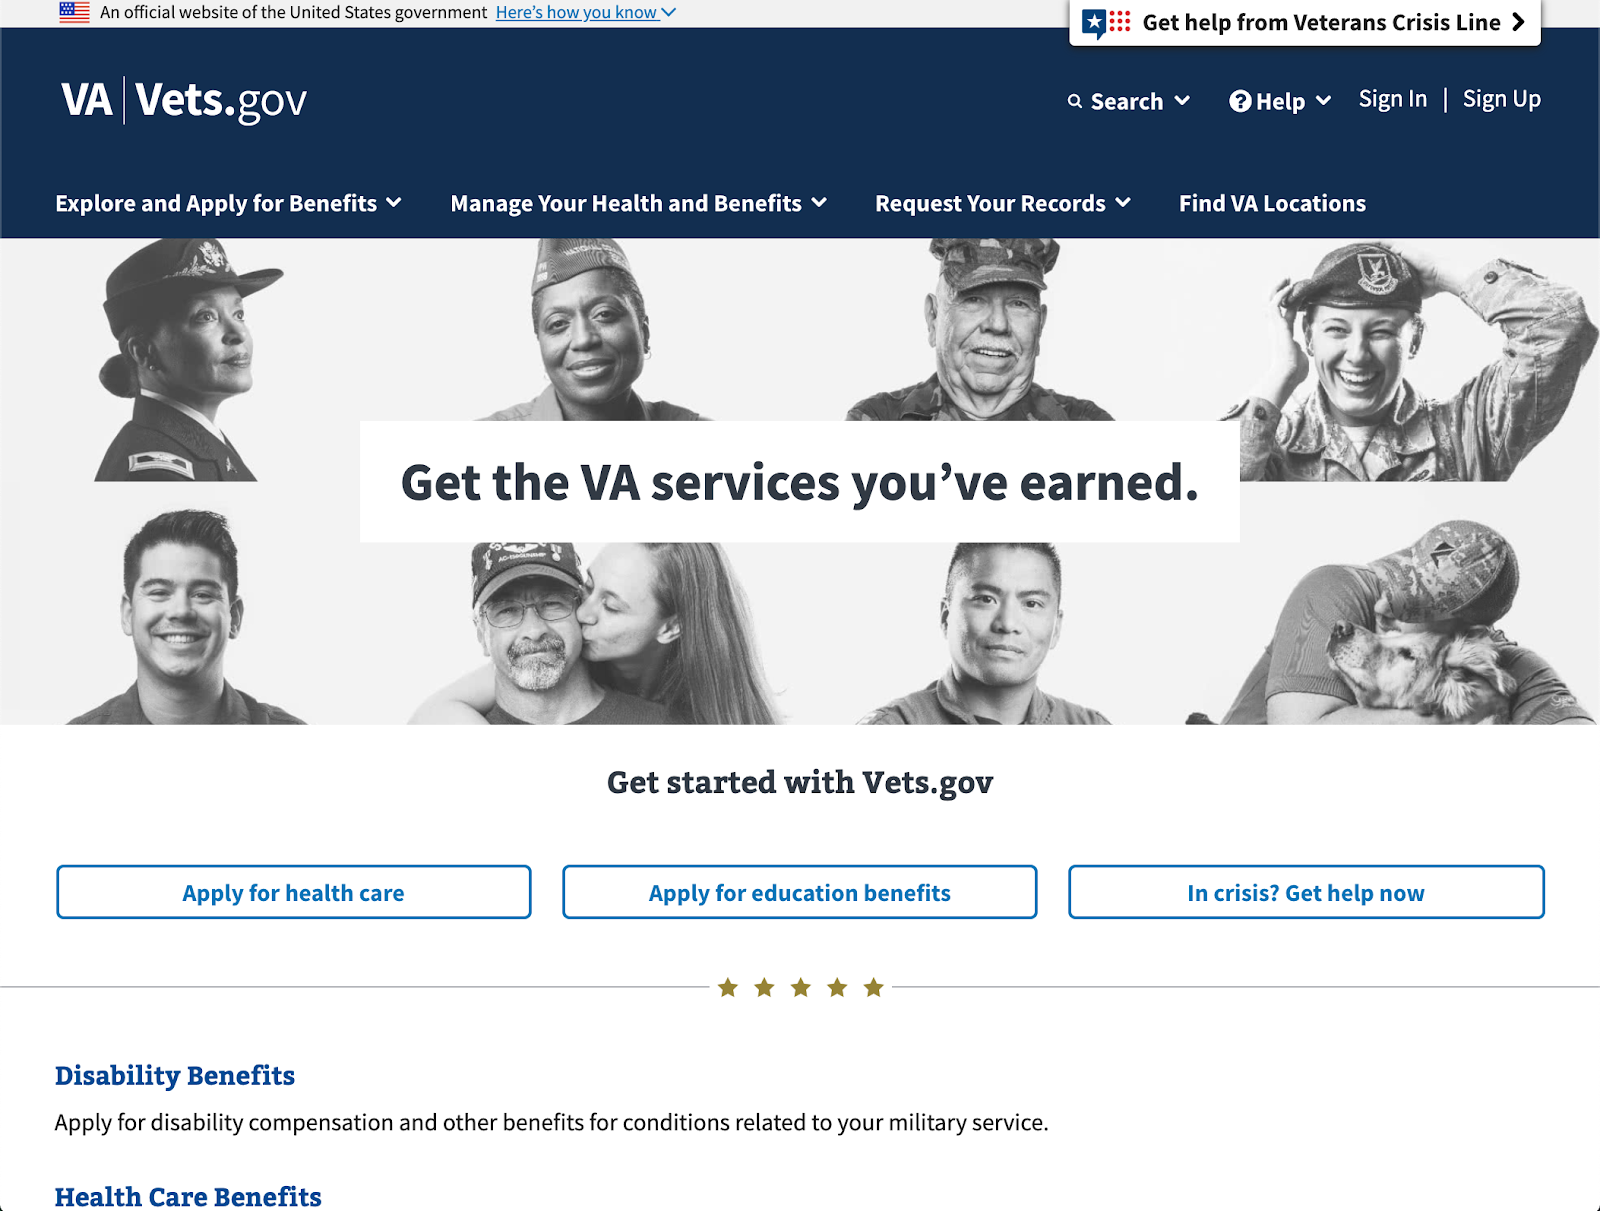 An official website of the United States government Here’s how you know
Get help from Veterans Crisis Line
VA Vets.gov
Search Help Sign In | Sign Up
Explore and Apply for Benefits Manage Your Health and Benefits Request Your Records Find VA Locations
Get the VA services you’ve earned.
Get started with Vets.gov
Apply for health care Apply for education benefits In crisis? Get help now
Disability Benefits
Apply for disability compensation and other benefits for conditions related to your military service.
Health Care Benefits